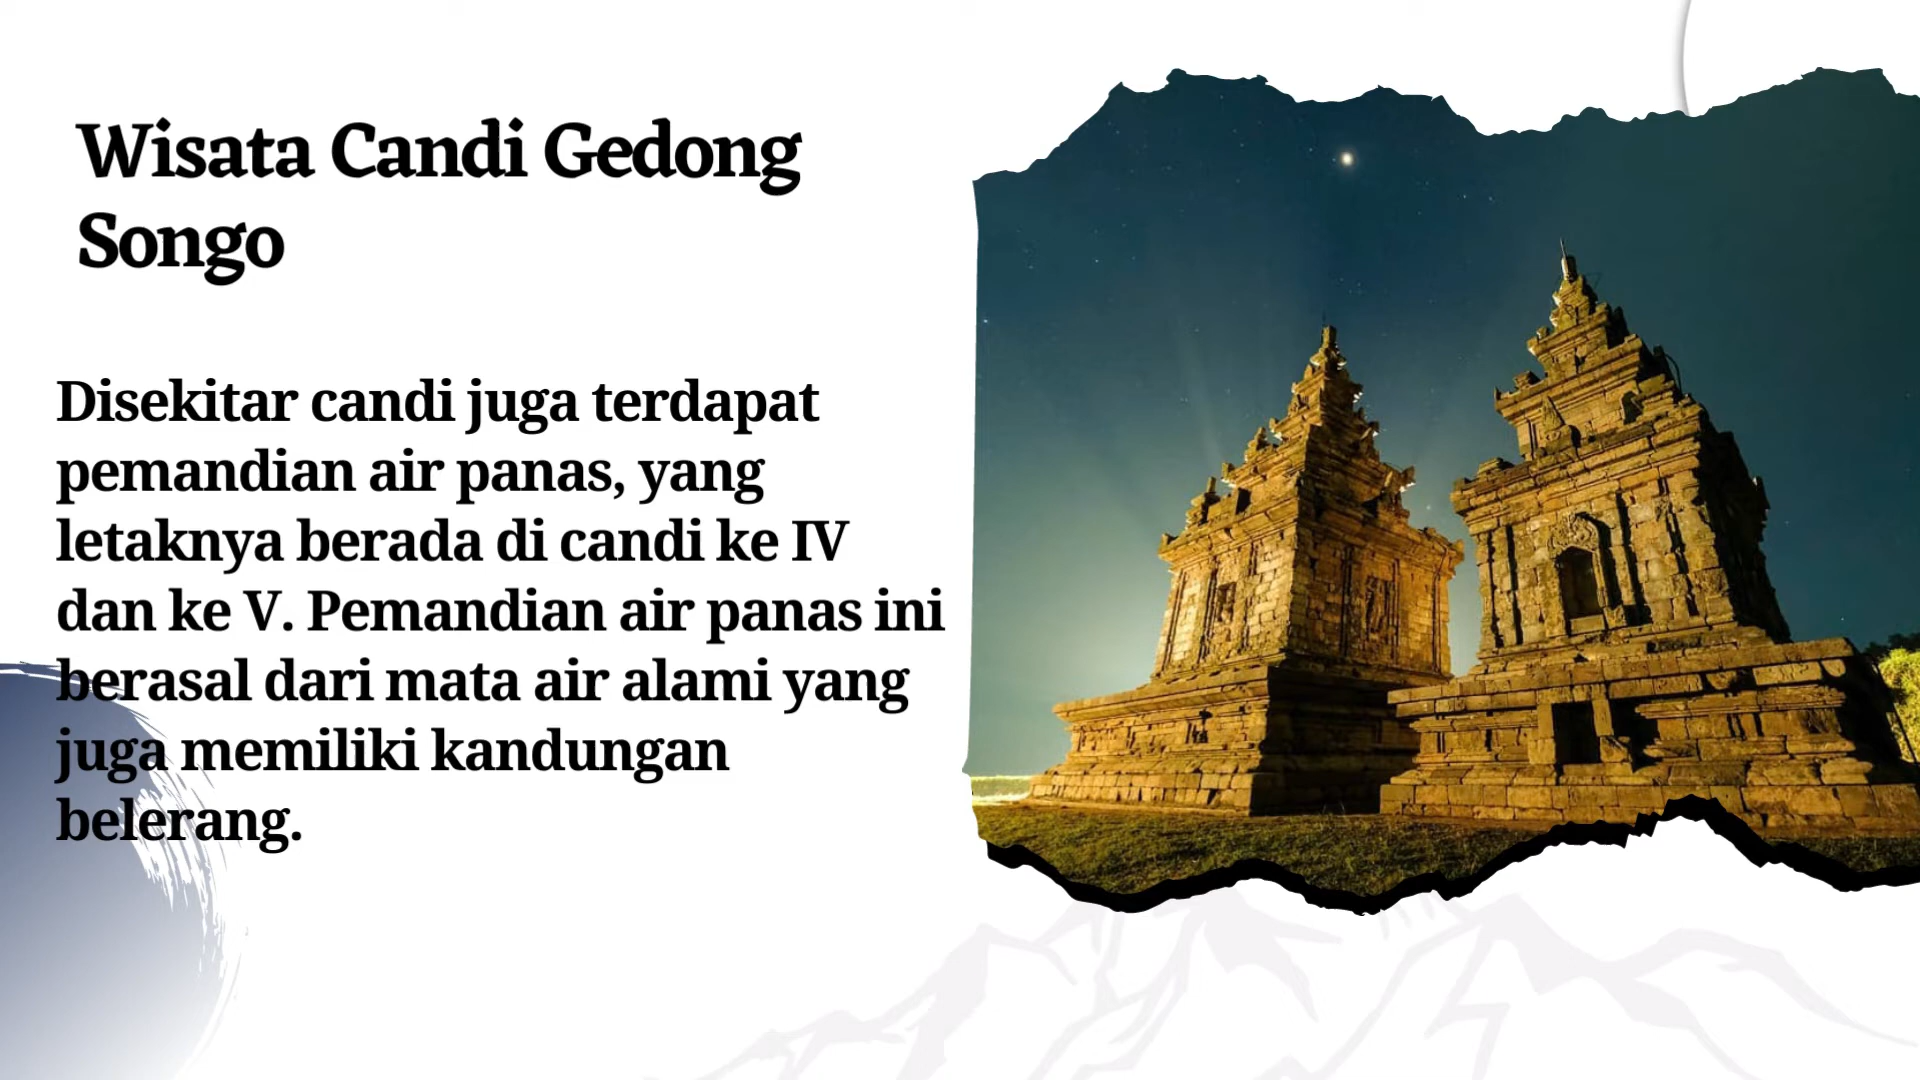 Wisata Candi Gedong
Songo
Disekitar candi juga terdapat
pemandian air panas, yang
letaknya berada di candi ke IV
dan ke V. Pemandian air panas ini
berasal dari mata air alami yang
juga memiliki kandungan
belerang.